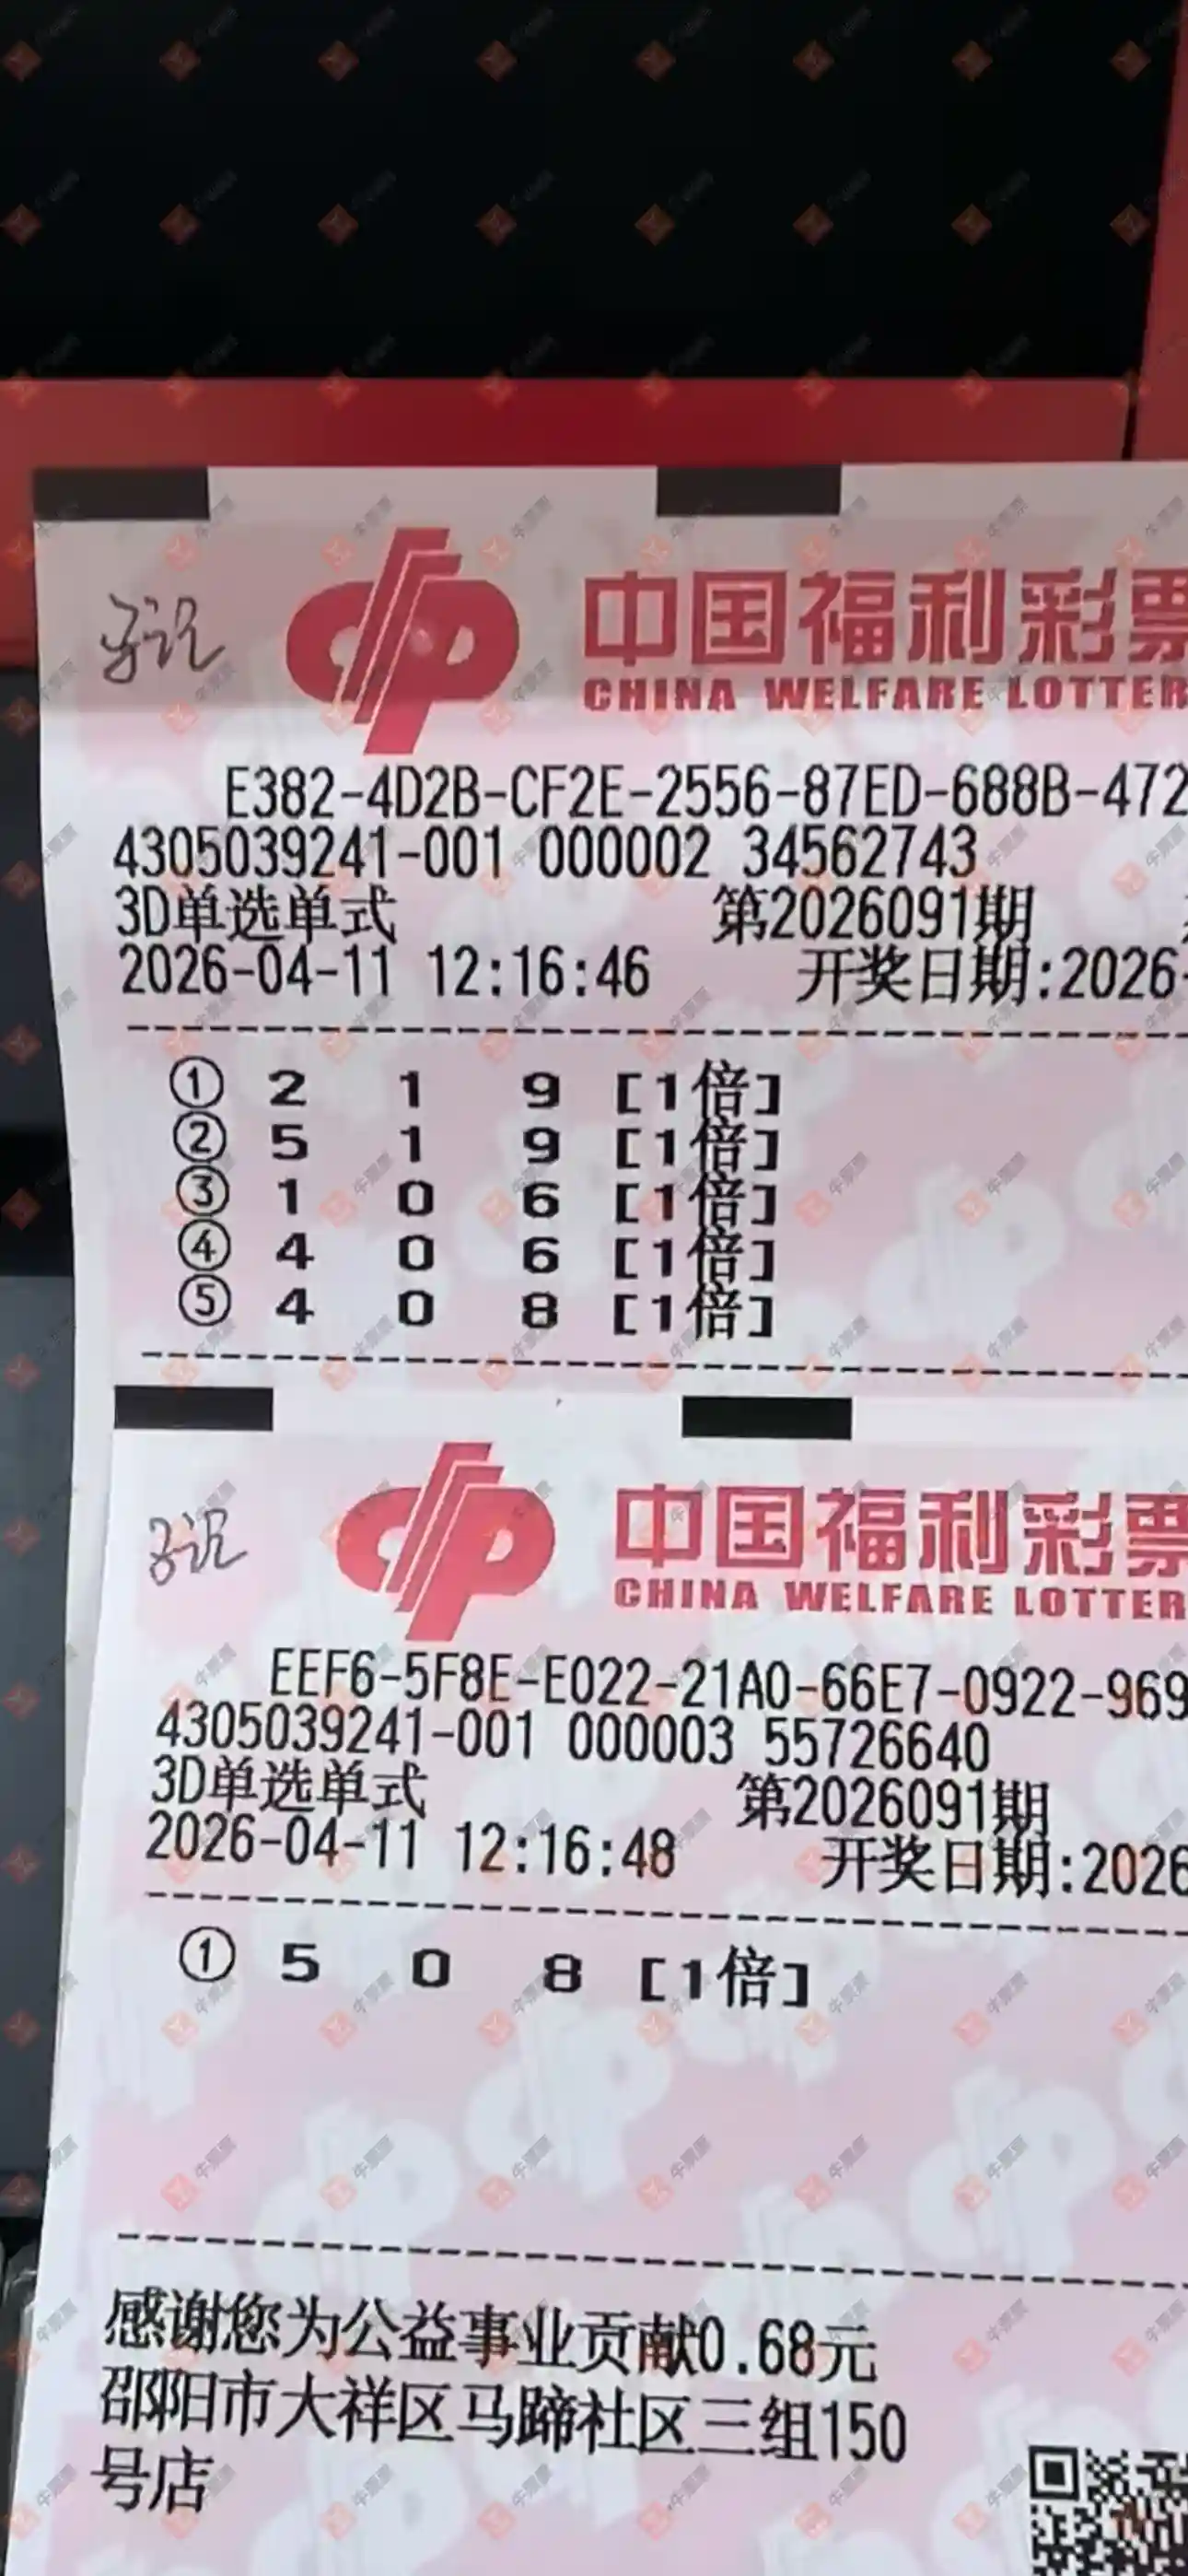 中国福利彩票
CHINA WELFARE LOTTER
E382-4D2B-CF2E-2556-87ED-688B-472
4305039241-001 000002 34562743
3D单选单式 第2026091期
2026-04-11 12:16:46 开奖日期:2026-
① 2 1 9 [1倍]
② 5 1 9 [1倍]
③ 1 0 6 [1倍]
④ 4 0 6 [1倍]
⑤ 4 0 8 [1倍]
中国福利彩票
CHINA WELFARE LOTTER
EEF6-5F8E-E022-21A0-66E7-0922-969
4305039241-001 000003 55726640
3D单选单式 第2026091期
2026-04-11 12:16:48 开奖日期:2026
① 5 0 8 [1倍]
感谢您为公益事业贡献0.68元
邵阳市大祥区马蹄社区三组150
号店